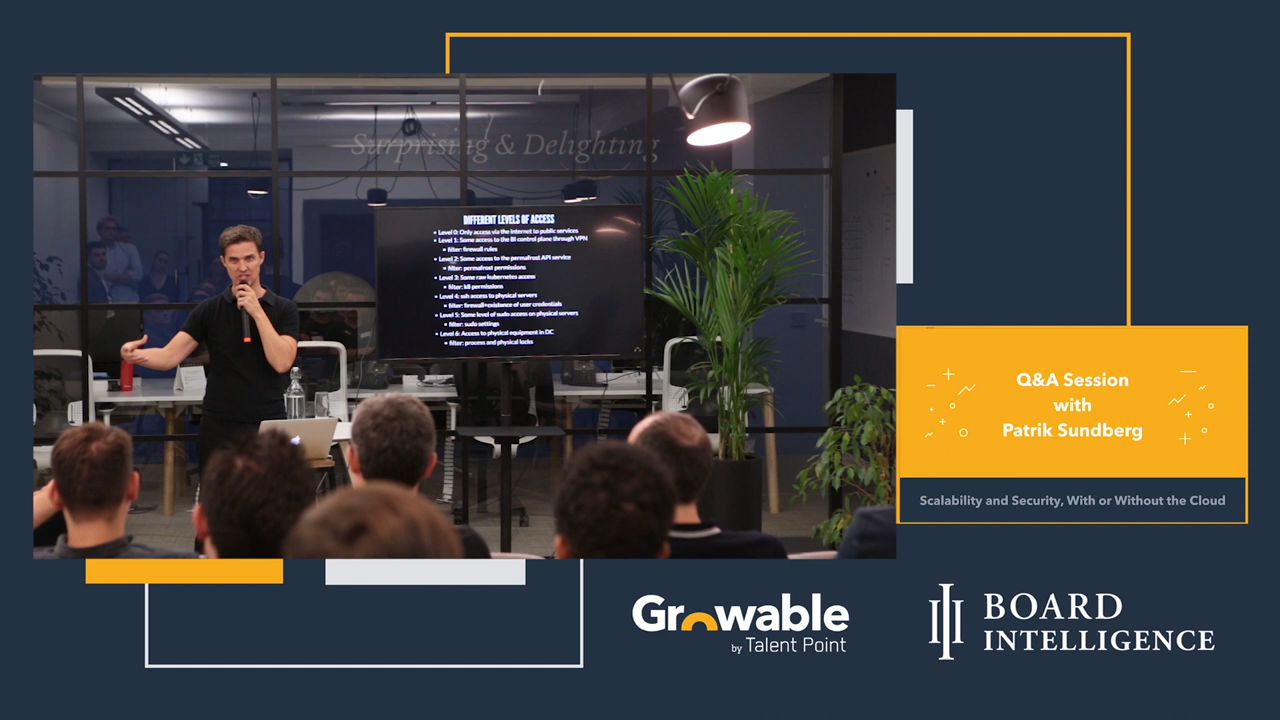 Surprising & Delighting
DIFFERENT LEVELS OF ACCESS
• Level 0: Only access via the internet to public services
• Level 1: Some access to the BI control plane through VPN
• filter: firewall rules
• Level 2: Some access to the permafrost API service
• filter: permafrost permissions
• Level 3: Some raw kubernetes access
• filter: k8 permissions
• Level 4: ssh access to physical servers
• filter: firewall+existence of user credentials
• Level 5: Some level of sudo access on physical servers
• filter: sudo settings
• Level 6: Access to physical equipment in DC
• filter: process and physical locks
Q&A Session
with
Patrik Sundberg
Scalability and Security, With or Without the Cloud
Growable
by Talent Point
BOARD
INTELLIGENCE